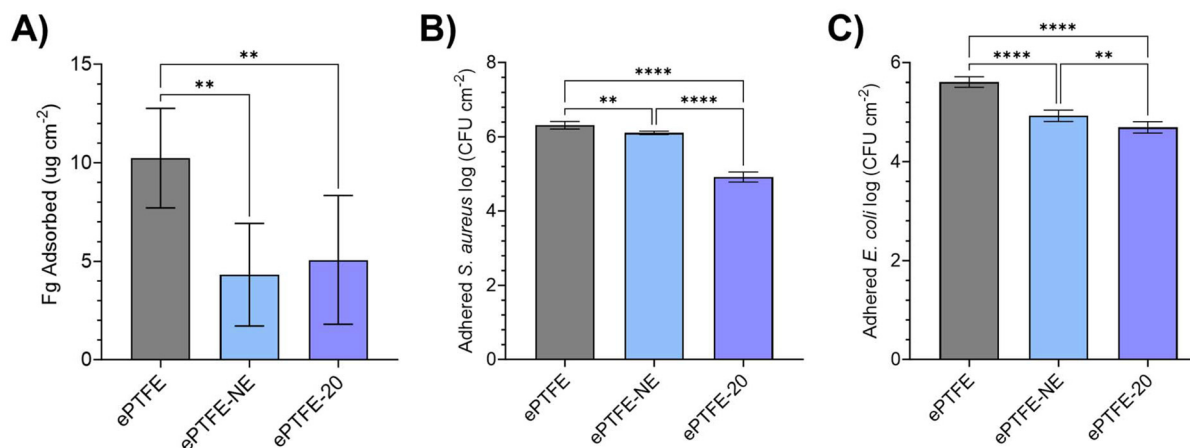 A)
Fg Adsorbed (ug cm-2)
15
10
5
0
**
**
ePTFE
ePTFE-NE
ePTFE-20
B)
Adhered S. aureus log (CFU cm-2)
8
6
4
2
0
****
**
****
ePTFE
ePTFE-NE
ePTFE-20
C)
Adhered E. coli log (CFU cm-2)
6
4
2
0
****
****
**
ePTFE
ePTFE-NE
ePTFE-20